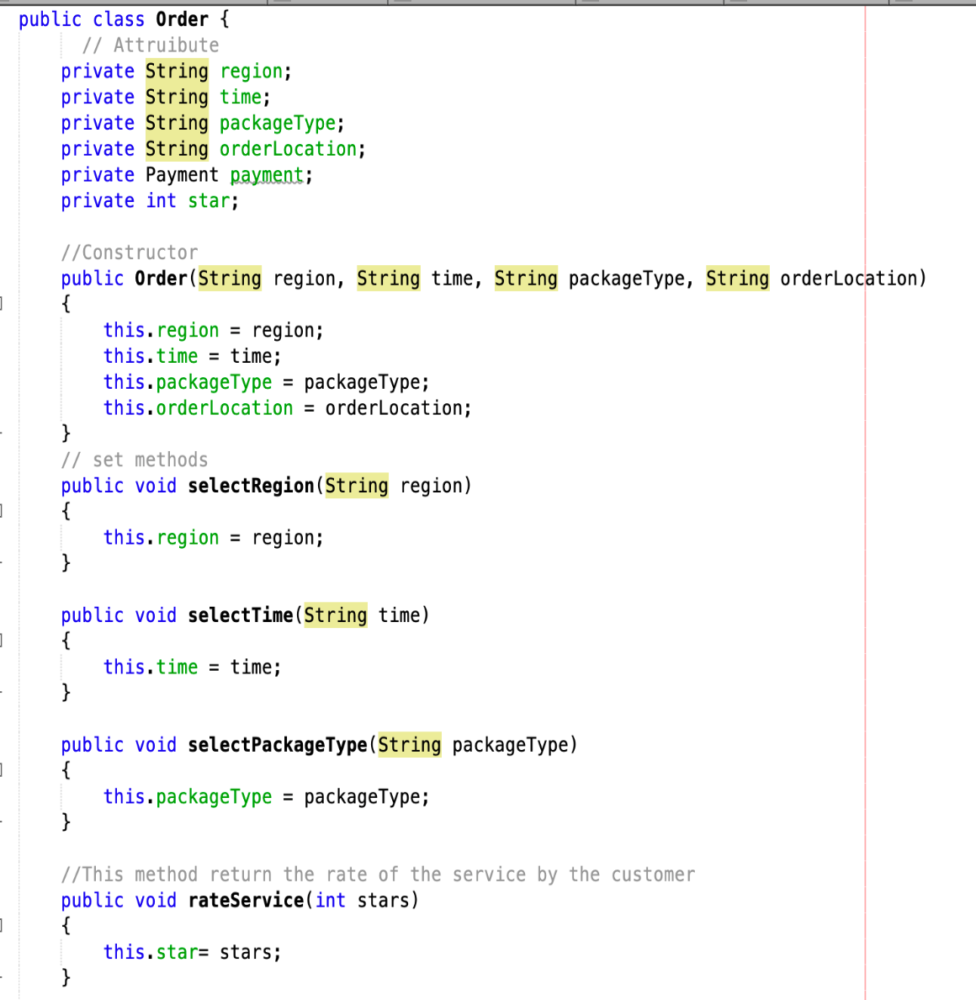 public class Order {
// Attruibute
private String region;
private String time;
private String packageType;
private String orderLocation;
private Payment payment;
private int star;
//Constructor
public Order(String region, String time, String packageType, String orderLocation)
{
this.region = region;
this.time = time;
this.packageType = packageType;
this.orderLocation = orderLocation;
}
// set methods
public void selectRegion(String region)
{
this.region = region;
}
public void selectTime(String time)
{
this.time = time;
}
public void selectPackageType(String packageType)
{
this.packageType = packageType;
}
//This method return the rate of the service by the customer
public void rateService(int stars)
{
this.star= stars;
}